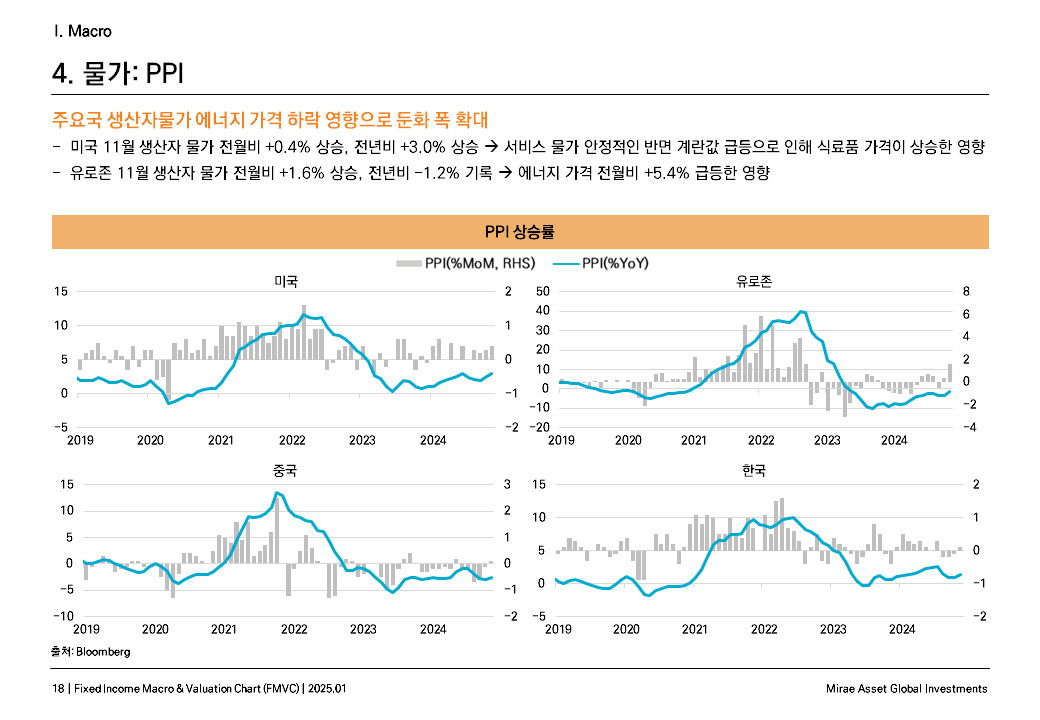 I. Macro
4. 물가: PPI
주요국 생산자물가 에너지 가격 하락 영향으로 둔화 폭 확대
- 미국 11월 생산자 물가 전월비 +0.4% 상승, 전년비 +3.0% 상승 → 서비스 물가 안정적인 반면 계란값 급등으로 인해 식료품 가격이 상승한 영향
- 유로존 11월 생산자 물가 전월비 +1.6% 상승, 전년비 -1.2% 기록 → 에너지 가격 전월비 +5.4% 급등한 영향
PPI 상승률
PPI(%MoM, RHS) PPI(%YoY)
미국
15 10 5 0 -5
2 1 0 -1 -2
2019 2020 2021 2022 2023 2024
유로존
50 40 30 20 10 0 -10 -20
8 6 4 2 0 -2 -4
2019 2020 2021 2022 2023 2024
중국
15 10 5 0 -5 -10
3 2 1 0 -1 -2
2019 2020 2021 2022 2023 2024
한국
15 10 5 0 -5
2 1 0 -1 -2
2019 2020 2021 2022 2023 2024
출처: Bloomberg
18 | Fixed Income Macro & Valuation Chart (FMVC) | 2025.01
Mirae Asset Global Investments